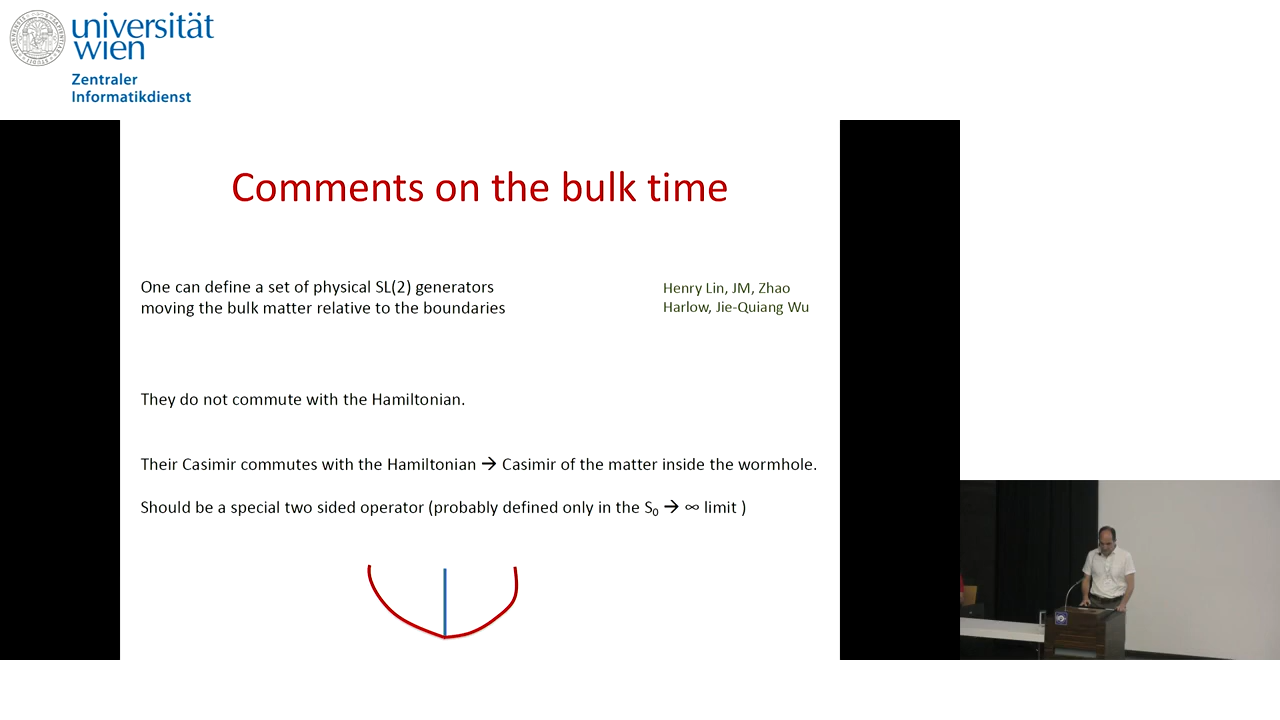 universität
wien
Zentraler
Informatikdienst
Comments on the bulk time
One can define a set of physical SL(2) generators
moving the bulk matter relative to the boundaries
Henry Lin, JM, Zhao
Harlow, Jie-Quiang Wu
They do not commute with the Hamiltonian.
Their Casimir commutes with the Hamiltonian → Casimir of the matter inside the wormhole.
Should be a special two sided operator (probably defined only in the S₀ → ∞ limit )